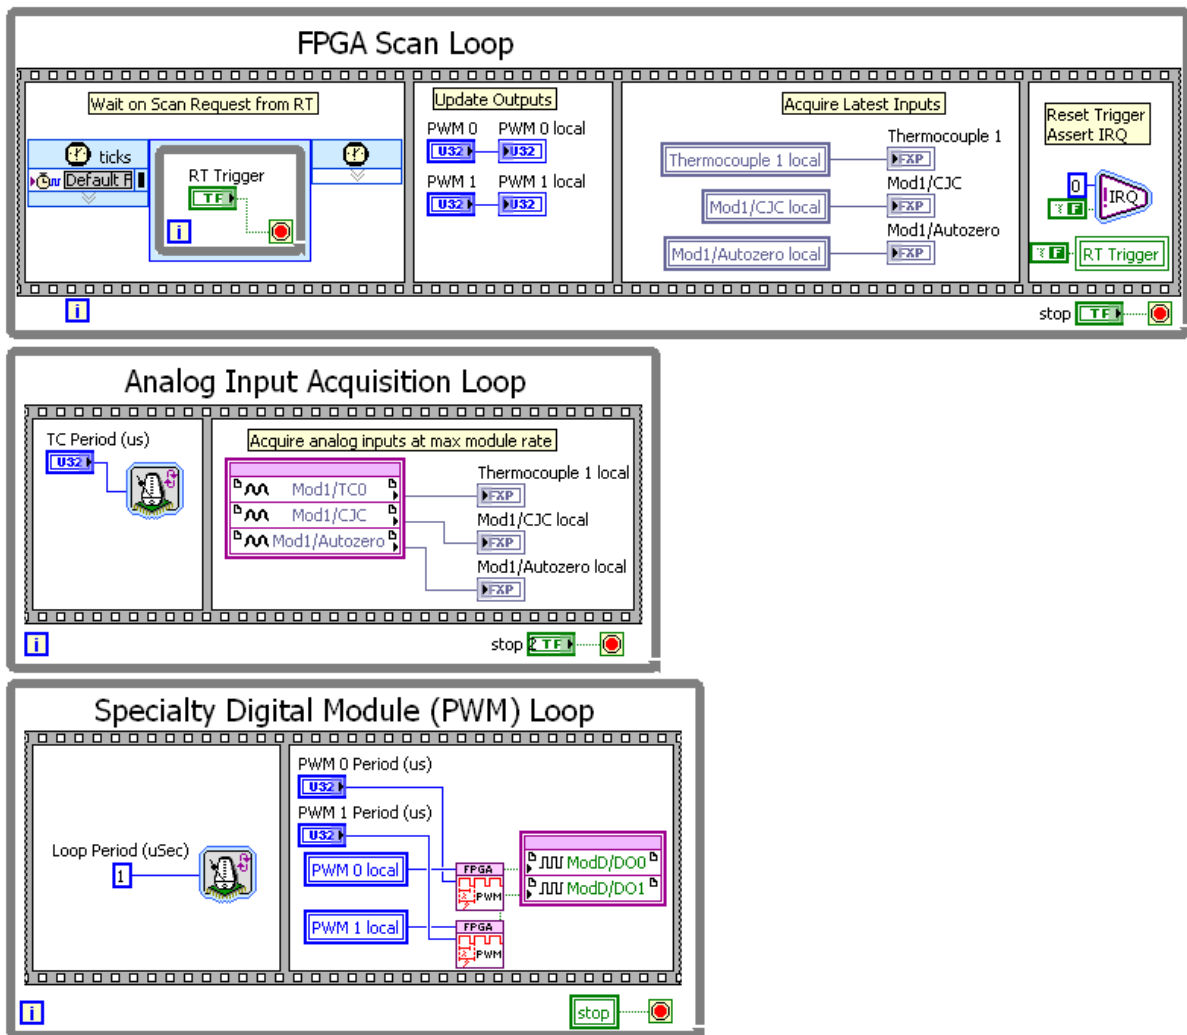 FPGA Scan Loop
Wait on Scan Request from RT
ticks
Default P
RT Trigger
TF
i
Update Outputs
PWM 0 PWM 0 local
U32 U32
PWM 1 PWM 1 local
U32 U32
Acquire Latest Inputs
Thermocouple 1
Thermocouple 1 local FXP
Mod1/CJC
Mod1/CJC local FXP
Mod1/Autozero
Mod1/Autozero local FXP
Reset Trigger
Assert IRQ
0
IRQ
F
F RT Trigger
i
stop TF
Analog Input Acquisition Loop
TC Period (us)
U32
Acquire analog inputs at max module rate
Thermocouple 1 local
Mod1/TC0 FXP
Mod1/CJC Mod1/CJC local
Mod1/Autozero FXP
Mod1/Autozero local
FXP
i
stop 2 TF
Specialty Digital Module (PWM) Loop
Loop Period (uSec)
1
PWM 0 Period (us)
U32
PWM 1 Period (us)
U32
PWM 0 local
FPGA
PWM
ModD/DO0
ModD/DO1
PWM 1 local
FPGA
PWM
i
stop